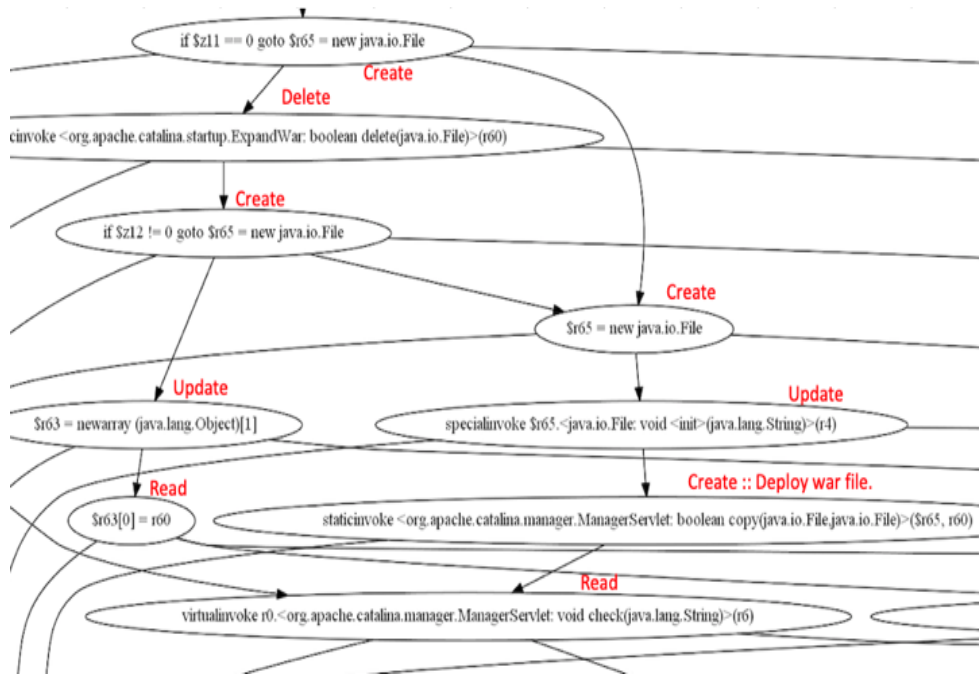 if $z11 == 0 goto $r65 = new java.io.File
Create
Delete
cinvoke <org.apache.catalina.startup.ExpandWar: boolean delete(java.io.File)>(r60)
Create
if $z12 != 0 goto $r65 = new java.io.File
Create
$r65 = new java.io.File
Update
Update
$r63 = newarray (java.lang.Object)[1]
specialinvoke $r65.<java.io.File: void <init>(java.lang.String)>(r4)
Read
Create :: Deploy war file.
$r63[0] = r60
staticinvoke <org.apache.catalina.manager.ManagerServlet: boolean copy(java.io.File,java.io.File)>($r65, r60)
Read
virtualinvoke r0.<org.apache.catalina.manager.ManagerServlet: void check(java.lang.String)>(r6)